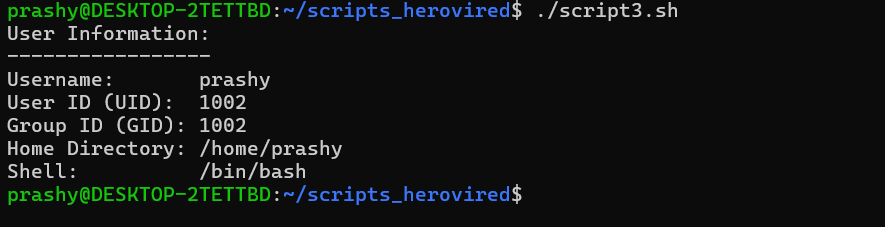 prashy@DESKTOP-2TETTBD:~/scripts_herovired$ ./script3.sh
User Information:
-----------------
Username:       prashy
User ID (UID):  1002
Group ID (GID): 1002
Home Directory: /home/prashy
Shell:          /bin/bash
prashy@DESKTOP-2TETTBD:~/scripts_herovired$